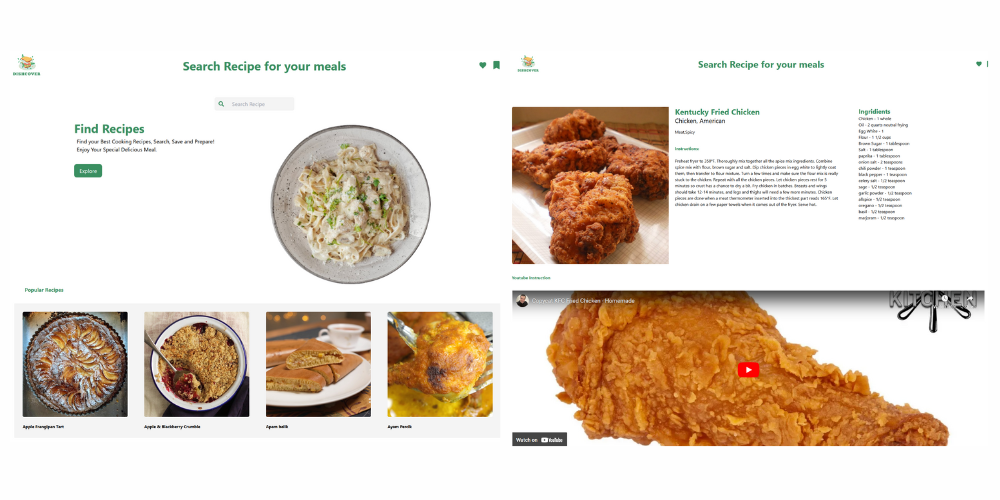 DISHCOVER
Search Recipe for your meals
Search Recipe
Find Recipes
Find your Best Cooking Recipes, Search, Save and Prepare!
Enjoy Your Special Delicious Meal.
Explore
Popular Recipes
Apple Frangipan Tart
Apple & Blackberry Crumble
Apam balik
Ayam Percik
Search Recipe for your meals
Kentucky Fried Chicken
Chicken, American
Meat,Spicy
Instructions
Preheat fryer to 350°F. Thoroughly mix together all the spice mix ingredients. Combine
spice mix with flour, brown sugar and salt. Dip chicken pieces in egg white to lightly coat
them, then transfer to flour mixture. Turn a few times and make sure the flour mix is really
stuck to the chicken. Repeat with all the chicken pieces. Let chicken pieces rest for 5
minutes so crust has a chance to dry a bit. Fry chicken in batches. Breasts and wings
should take 12-14 minutes, and legs and thighs will need a few more minutes. Chicken
pieces are done when a meat thermometer inserted into the thickest part reads 165°F. Let
chicken drain on a few paper towels when it comes out of the fryer. Serve hot.
Ingridients
Chicken - 1 whole
Oil - 2 quarts neutral frying
Egg White - 1
Flour - 1 1/2 cups
Brown Sugar - 1 tablespoon
Salt - 1 tablespoon
paprika - 1 tablespoon
onion salt - 2 teaspoons
chili powder - 1 teaspoon
black pepper - 1 teaspoon
celery salt - 1/2 teaspoon
sage - 1/2 teaspoon
garlic powder - 1/2 teaspoon
allspice - 1/2 teaspoon
oregano - 1/2 teaspoon
basil - 1/2 teaspoon
marjoram - 1/2 teaspoon
Youtube Instruction
Copycat KFC Fried Chicken - Homemade
KITCHEN
Watch on YouTube